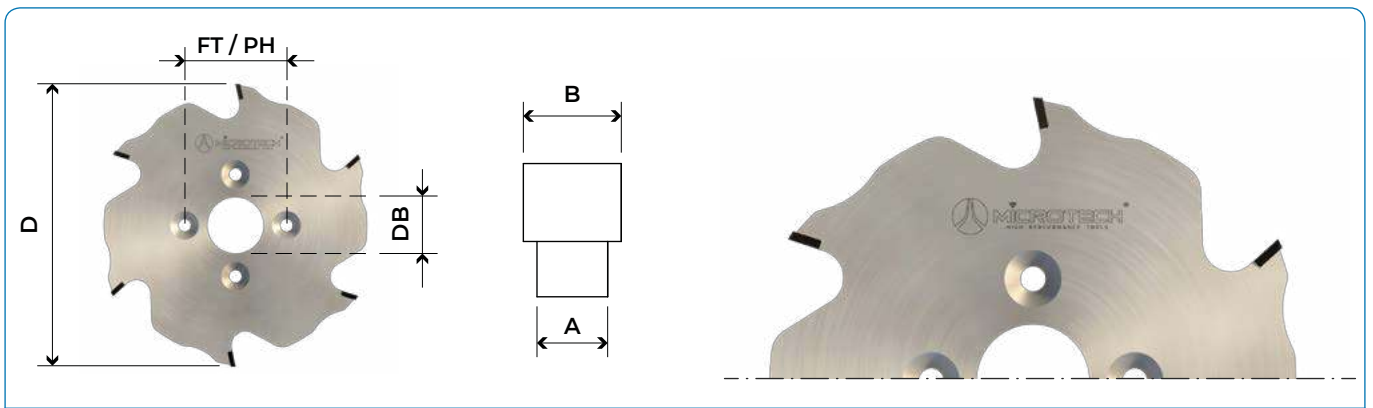 FT / PH
D
MICROTECH
DB
B
A
MICROTECH®
HIGH PERFORMANCE TOOLS